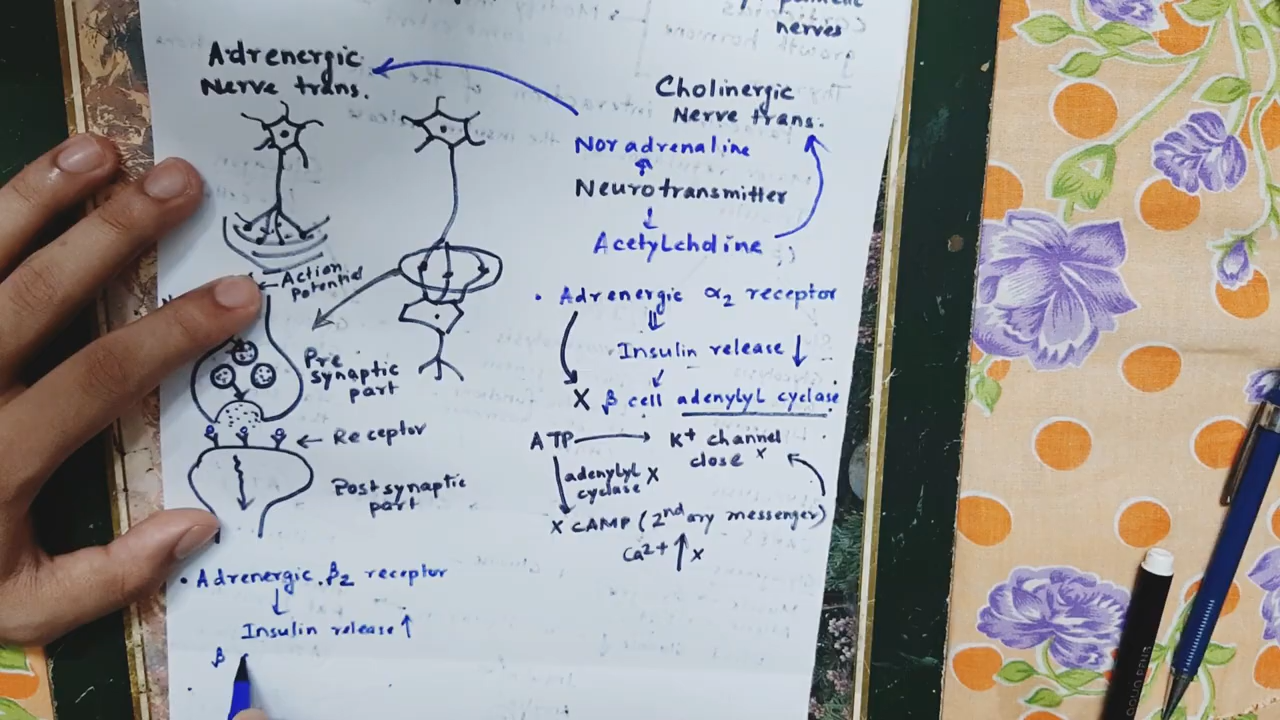 nerves
Adrenergic
Nerve trans.
Cholinergic
Nerve trans.
Noradrenaline
Neurotransmitter
Acetylcholine
Action
Potential
Pre
synaptic
part
Receptor
Postsynaptic
part
• Adrenergic α2 receptor
Insulin release ↓
X β cell adenylyl cyclase
ATP → K+ channel
close x
adenylyl X
cyclase
X CAMP (2ndary messenger)
Ca2+ ↑ x
• Adrenergic β2 receptor
Insulin release ↑
β